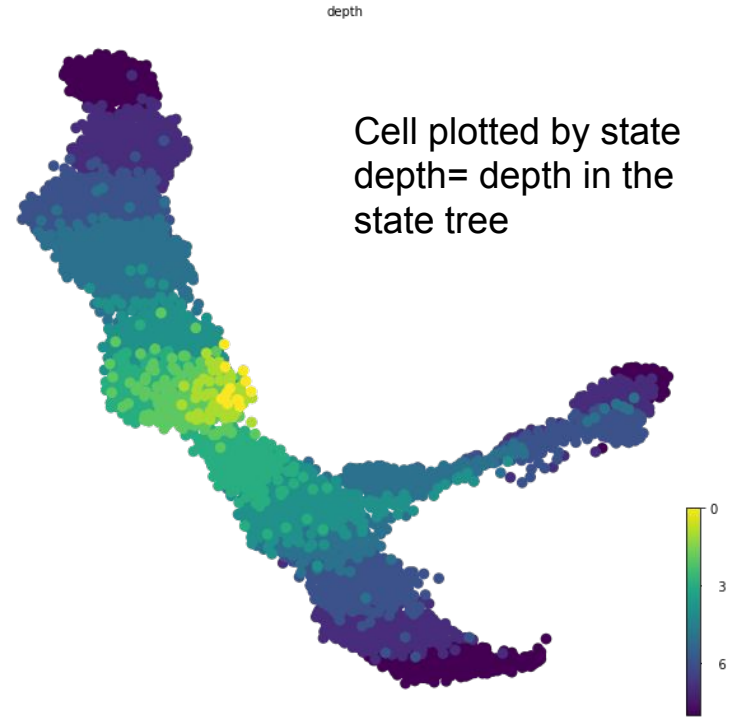 depth
Cell plotted by state
depth= depth in the
state tree
0
3
6